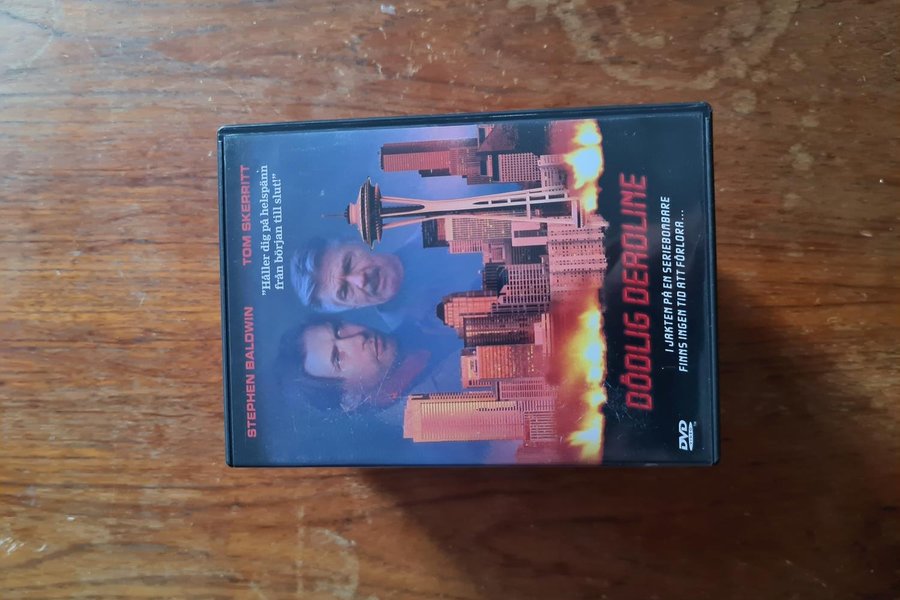 STEPHEN BALDWIN TOM SKERRITT
"Håller dig på helspänn
från början till slut!"
DÖDLIG DEADLINE
I JAKTEN PÅ EN SERIEBOMBARE
FINNS INGEN TID ATT FÖRLORA...
DVD
VIDEO